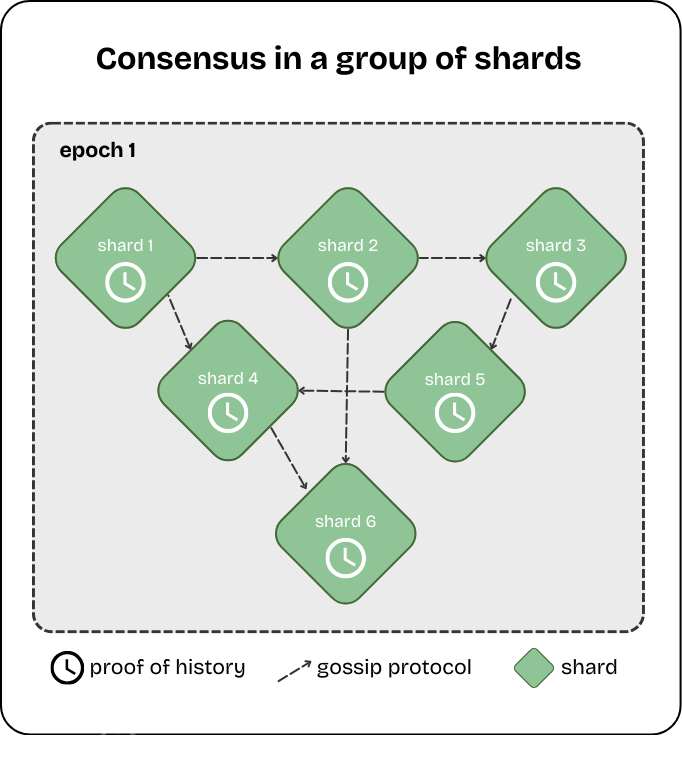 Consensus in a group of shards
epoch 1
shard 1
shard 2
shard 3
shard 4
shard 5
shard 6
proof of history
gossip protocol
shard